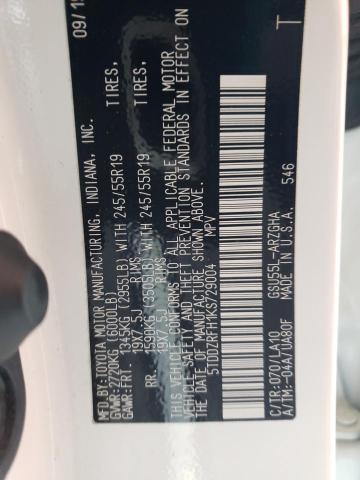 MFD.BY:TOYOTA MOTOR MANUFACTURING, INDIANA, INC. 09/1
GVWR:2720KG (6000LB)
GAWR:FRT. 1345KG (2955LB) WITH 245/55R19 TIRES,
19X7.5J RIMS
RR. 1590KG (3505LB) WITH 245/55R19 TIRES,
19X7.5J RIMS
THIS VEHICLE CONFORMS TO ALL APPLICABLE FEDERAL MOTOR
VEHICLE SAFETY AND THEFT PREVENTION STANDARDS IN EFFECT ON
THE DATE OF MANUFACTURE SHOWN ABOVE.
5TDDZRFH1KS729004 MPV
C/TR:070/LA10 GSU55L-ARZGHA
A/TM:-04A/UA80F MADE IN U.S.A. 546
T